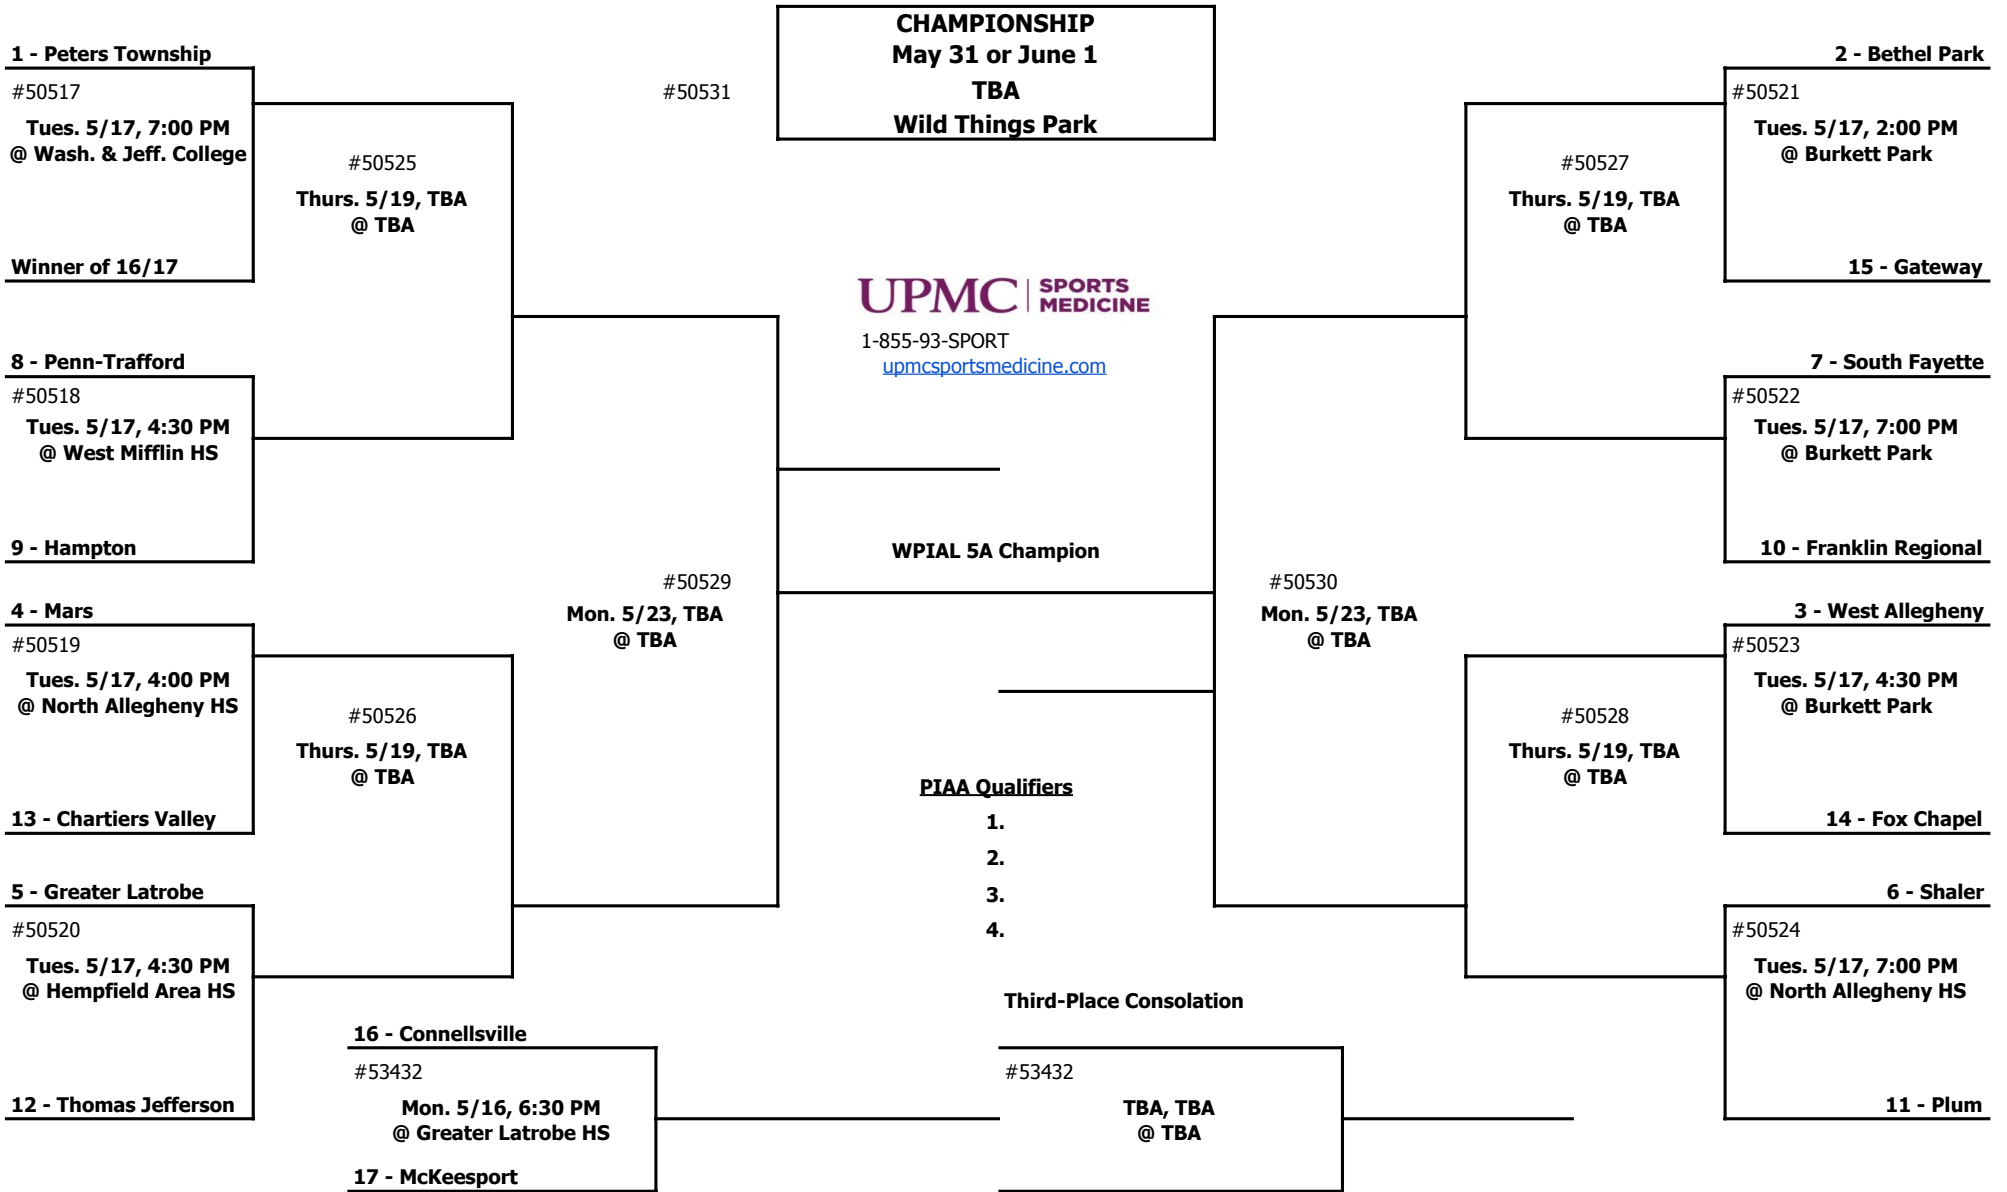 CHAMPIONSHIP
May 31 or June 1
TBA
Wild Things Park
#50531
1 - Peters Township
#50517
Tues. 5/17, 7:00 PM
@ Wash. & Jeff. College
Winner of 16/17
#50525
Thurs. 5/19, TBA
@ TBA
8 - Penn-Trafford
#50518
Tues. 5/17, 4:30 PM
@ West Mifflin HS
9 - Hampton
4 - Mars
#50519
Tues. 5/17, 4:00 PM
@ North Allegheny HS
13 - Chartiers Valley
#50526
Thurs. 5/19, TBA
@ TBA
5 - Greater Latrobe
#50520
Tues. 5/17, 4:30 PM
@ Hempfield Area HS
12 - Thomas Jefferson
#50529
Mon. 5/23, TBA
@ TBA
16 - Connellsville
#53432
Mon. 5/16, 6:30 PM
@ Greater Latrobe HS
17 - McKeesport
UPMC SPORTS
MEDICINE
1-855-93-SPORT
upmcsportsmedicine.com
WPIAL 5A Champion
PIAA Qualifiers
1.
2.
3.
4.
Third-Place Consolation
#53432
TBA, TBA
@ TBA
#50530
Mon. 5/23, TBA
@ TBA
#50527
Thurs. 5/19, TBA
@ TBA
2 - Bethel Park
#50521
Tues. 5/17, 2:00 PM
@ Burkett Park
15 - Gateway
7 - South Fayette
#50522
Tues. 5/17, 7:00 PM
@ Burkett Park
10 - Franklin Regional
#50528
Thurs. 5/19, TBA
@ TBA
3 - West Allegheny
#50523
Tues. 5/17, 4:30 PM
@ Burkett Park
14 - Fox Chapel
6 - Shaler
#50524
Tues. 5/17, 7:00 PM
@ North Allegheny HS
11 - Plum